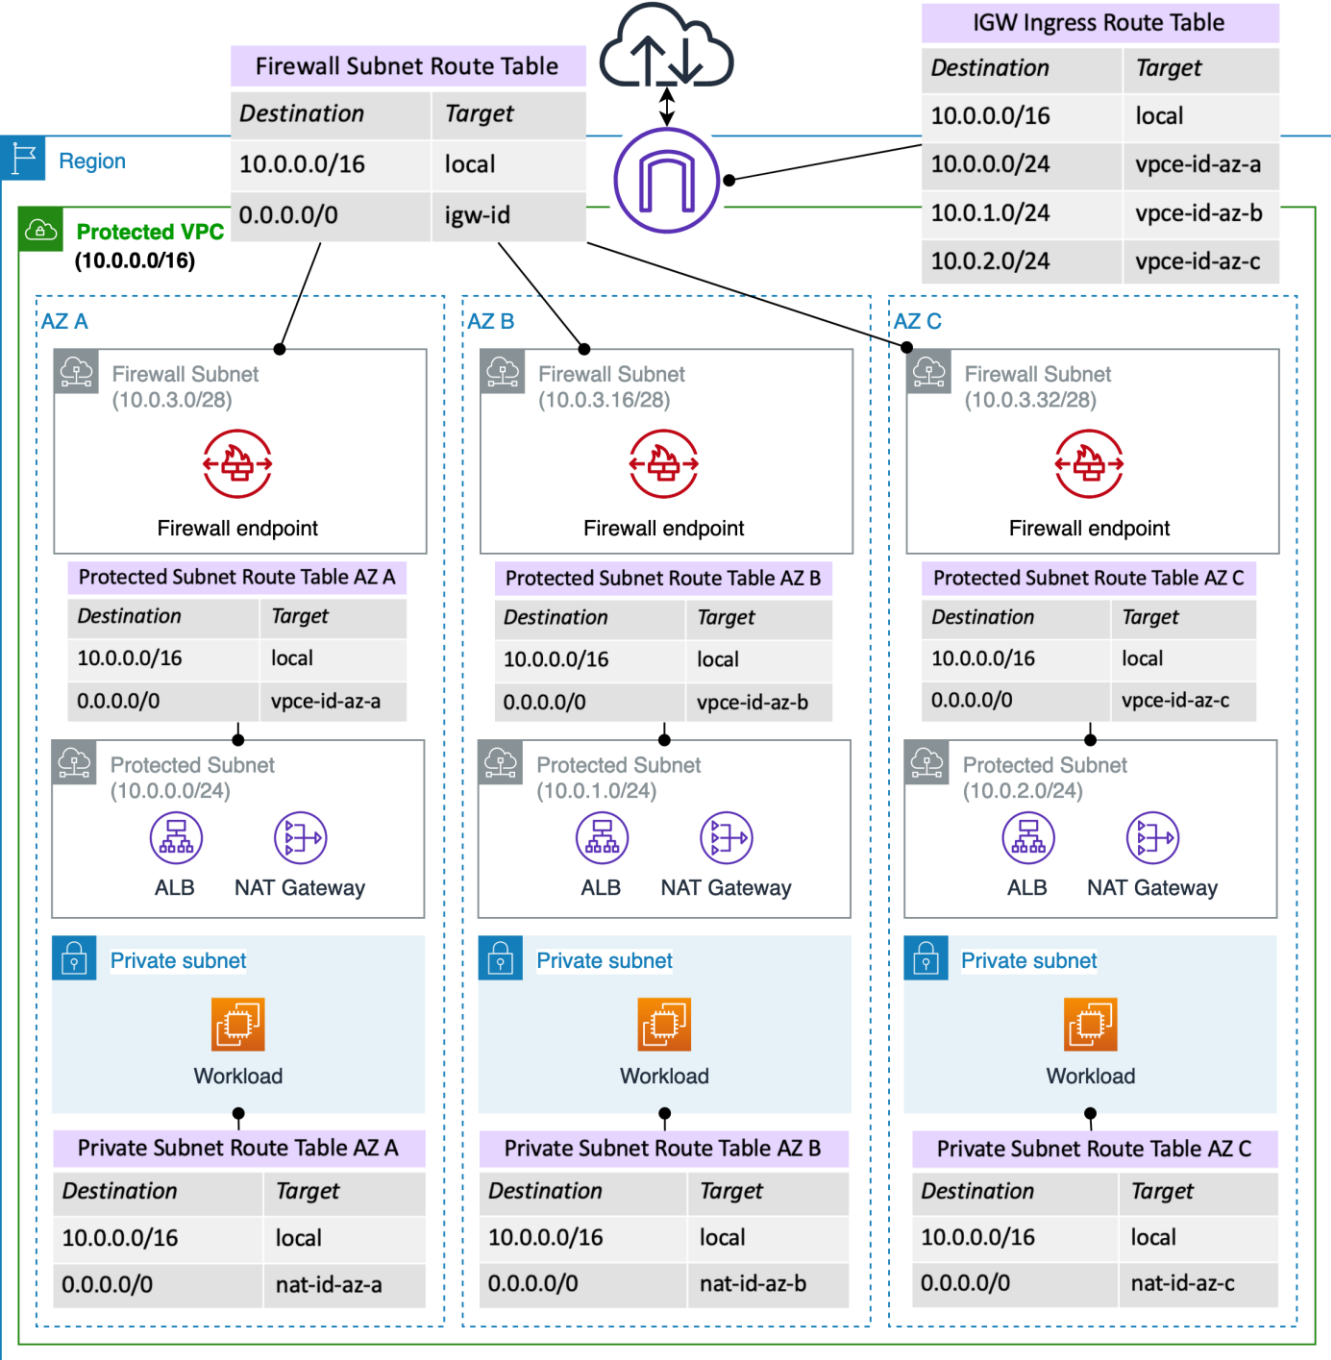 IGW Ingress Route Table
Destination Target
10.0.0.0/16 local
10.0.0.0/24 vpce-id-az-a
10.0.1.0/24 vpce-id-az-b
10.0.2.0/24 vpce-id-az-c
Firewall Subnet Route Table
Destination Target
10.0.0.0/16 local
0.0.0.0/0 igw-id
Region
Protected VPC
(10.0.0.0/16)
AZ A
Firewall Subnet
(10.0.3.0/28)
Firewall endpoint
Protected Subnet Route Table AZ A
Destination Target
10.0.0.0/16 local
0.0.0.0/0 vpce-id-az-a
Protected Subnet
(10.0.0.0/24)
ALB
NAT Gateway
Private subnet
Workload
Private Subnet Route Table AZ A
Destination Target
10.0.0.0/16 local
0.0.0.0/0 nat-id-az-a
AZ B
Firewall Subnet
(10.0.3.16/28)
Firewall endpoint
Protected Subnet Route Table AZ B
Destination Target
10.0.0.0/16 local
0.0.0.0/0 vpce-id-az-b
Protected Subnet
(10.0.1.0/24)
ALB
NAT Gateway
Private subnet
Workload
Private Subnet Route Table AZ B
Destination Target
10.0.0.0/16 local
0.0.0.0/0 nat-id-az-b
AZ C
Firewall Subnet
(10.0.3.32/28)
Firewall endpoint
Protected Subnet Route Table AZ C
Destination Target
10.0.0.0/16 local
0.0.0.0/0 vpce-id-az-c
Protected Subnet
(10.0.2.0/24)
ALB
NAT Gateway
Private subnet
Workload
Private Subnet Route Table AZ C
Destination Target
10.0.0.0/16 local
0.0.0.0/0 nat-id-az-c